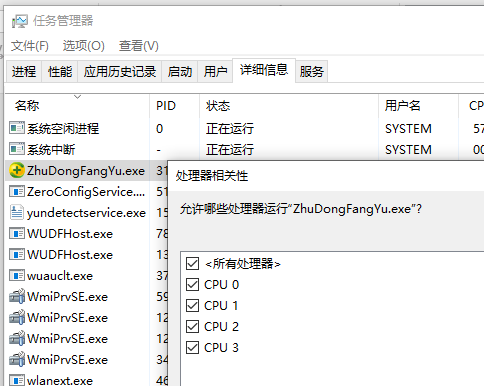 任务管理器
文件(F) 选项(O) 查看(V)
进程 性能 应用历史记录 启动 用户 详细信息 服务
名称 PID 状态 用户名 CP
系统空闲进程 0 正在运行 SYSTEM 57
系统中断 - 正在运行 SYSTEM 00
ZhuDongFangYu.exe 31
处理器相关性
ZeroConfigService.... 51
允许哪些处理器运行“ZhuDongFangYu.exe”?
yundetectservice.exe 15
WUDFHost.exe 78
WUDFHost.exe 13
<所有处理器>
wuauclt.exe 37
CPU 0
WmiPrvSE.exe 59
CPU 1
WmiPrvSE.exe 12
CPU 2
WmiPrvSE.exe 12
CPU 3
WmiPrvSE.exe 34
wlanext.exe 22